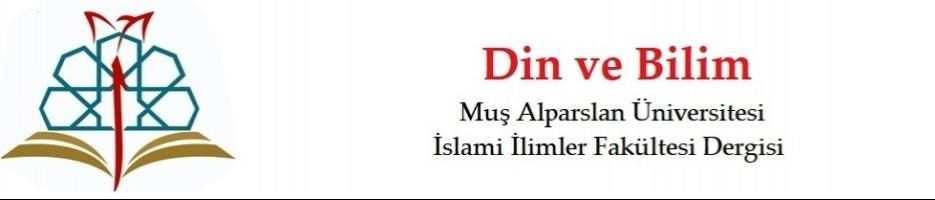 Din ve Bilim
Muş Alparslan Üniversitesi
İslami İlimler Fakültesi Dergisi